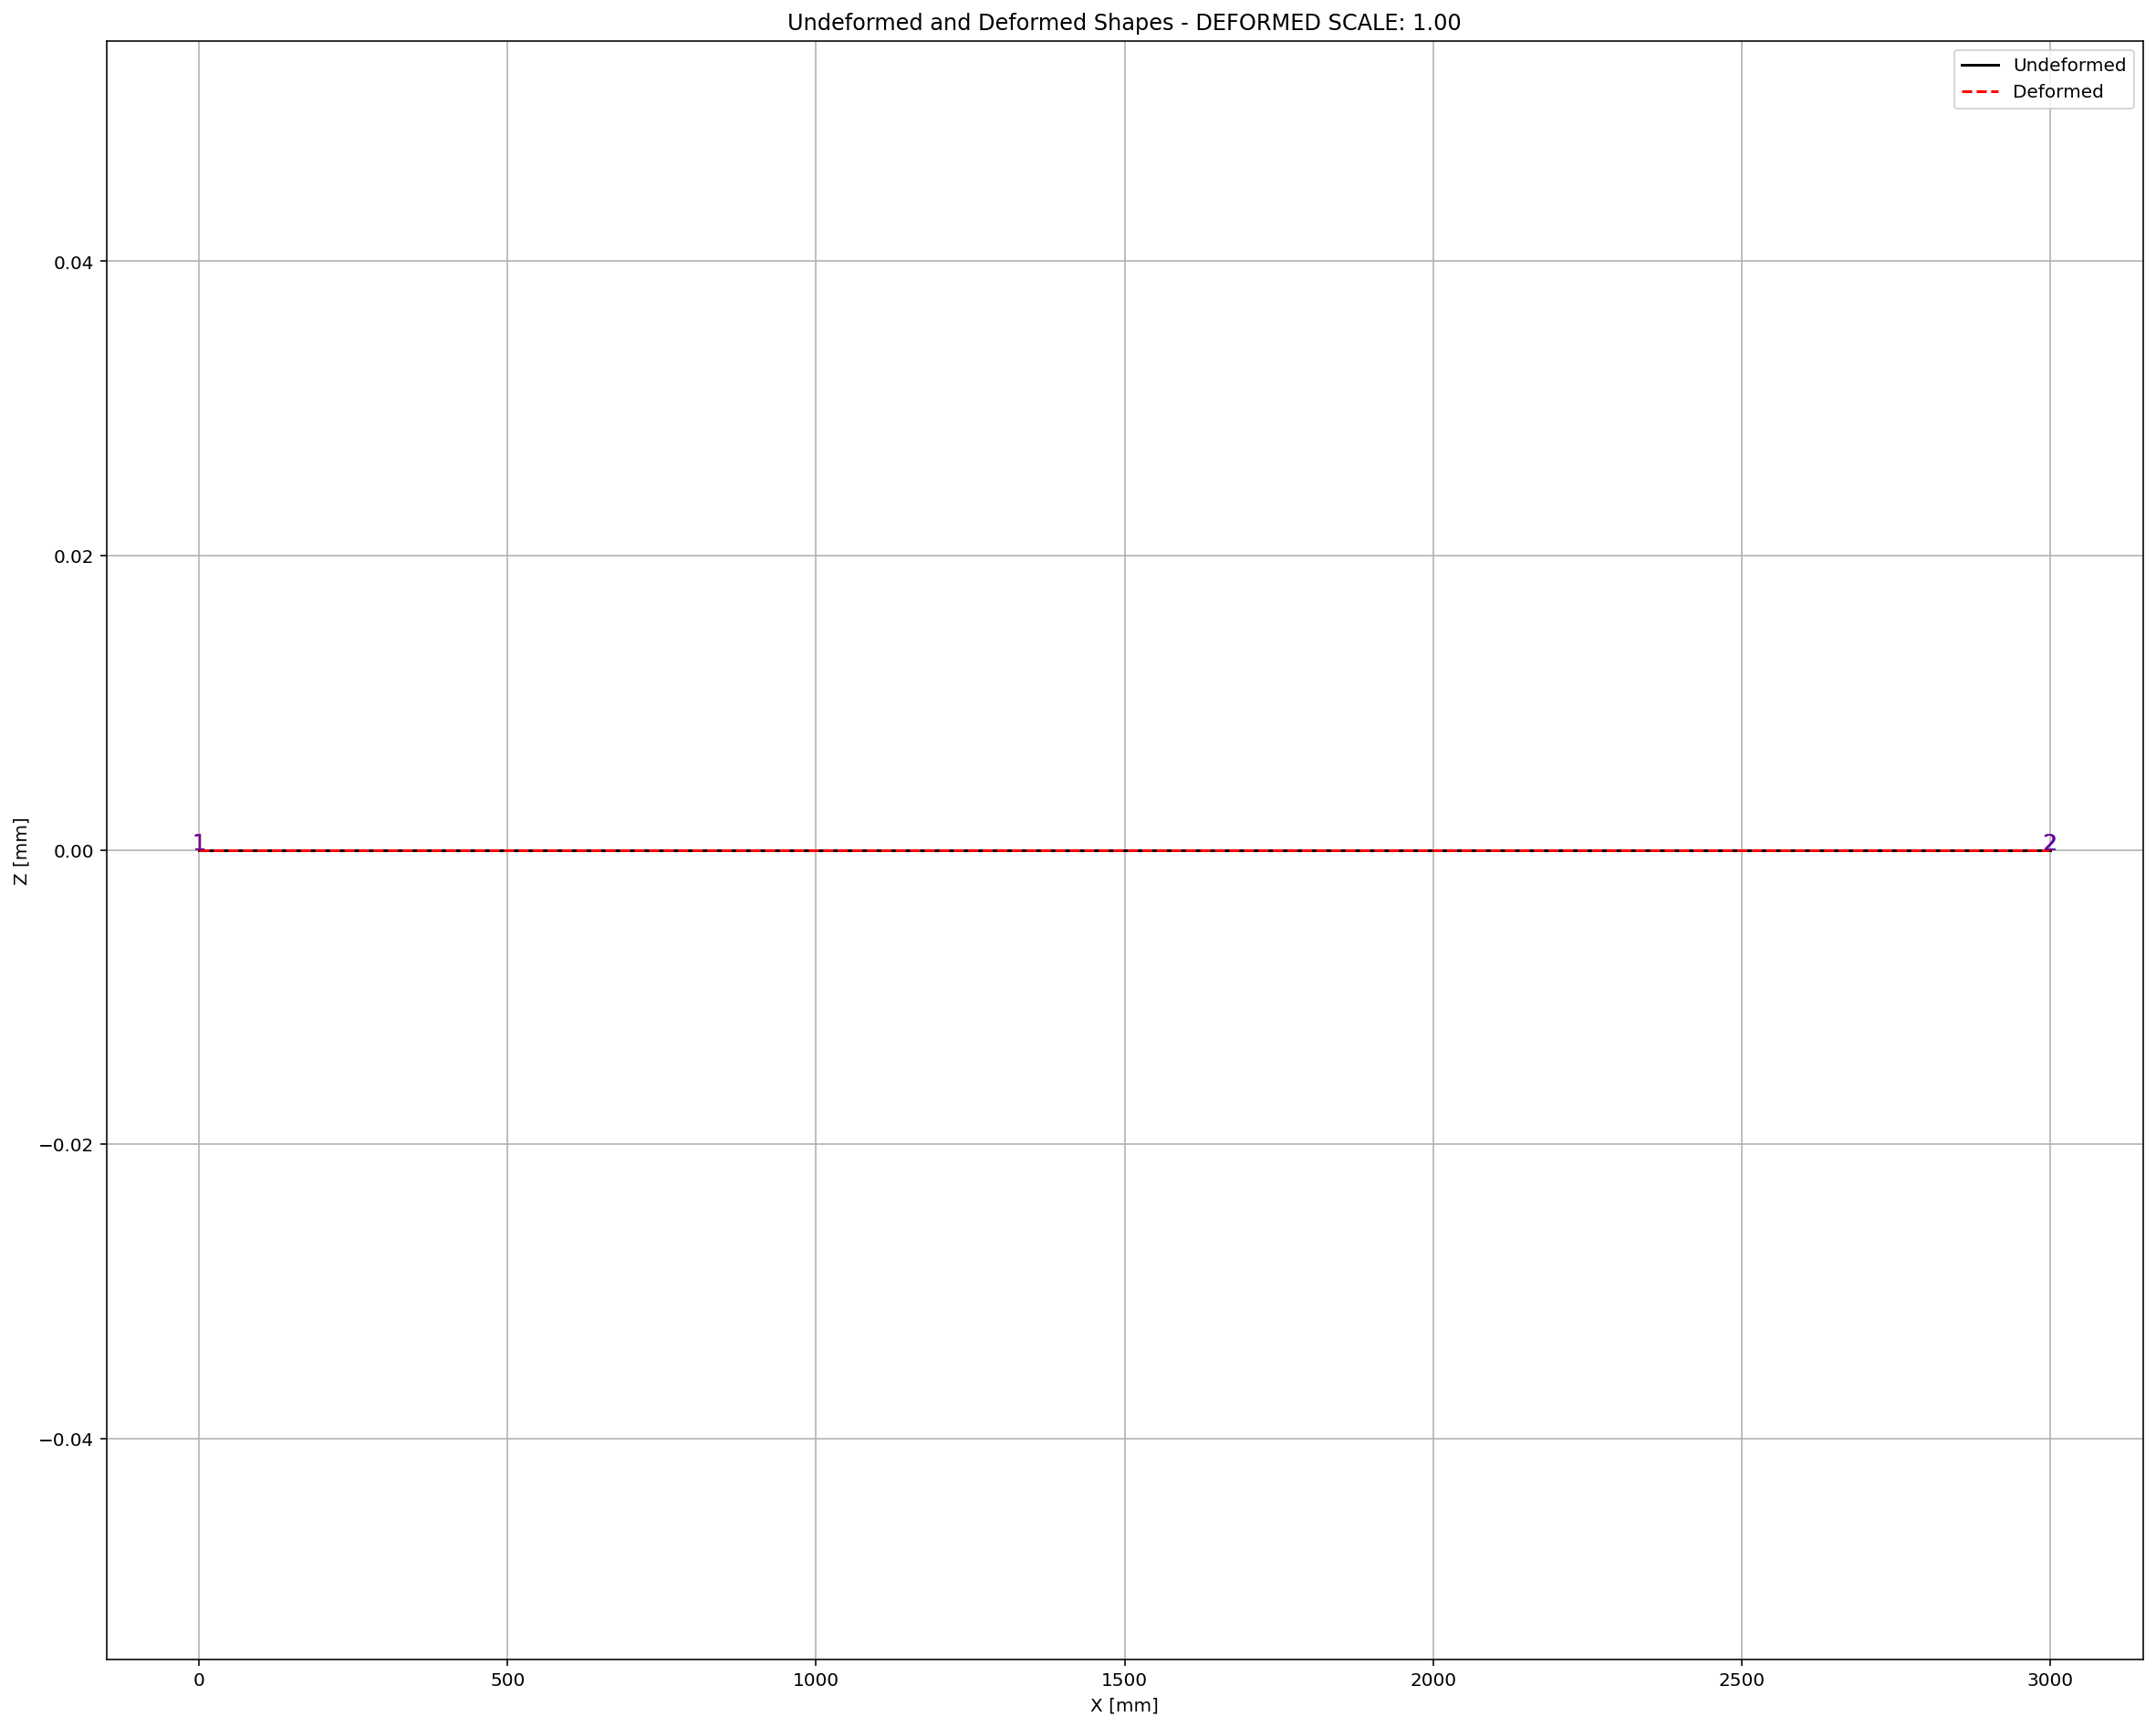 Undeformed and Deformed Shapes - DEFORMED SCALE: 1.00
Undeformed
Deformed
0.04
0.02
0.00
−0.02
−0.04
Z [mm]
1
2
0
500
1000
1500
2000
2500
3000
X [mm]